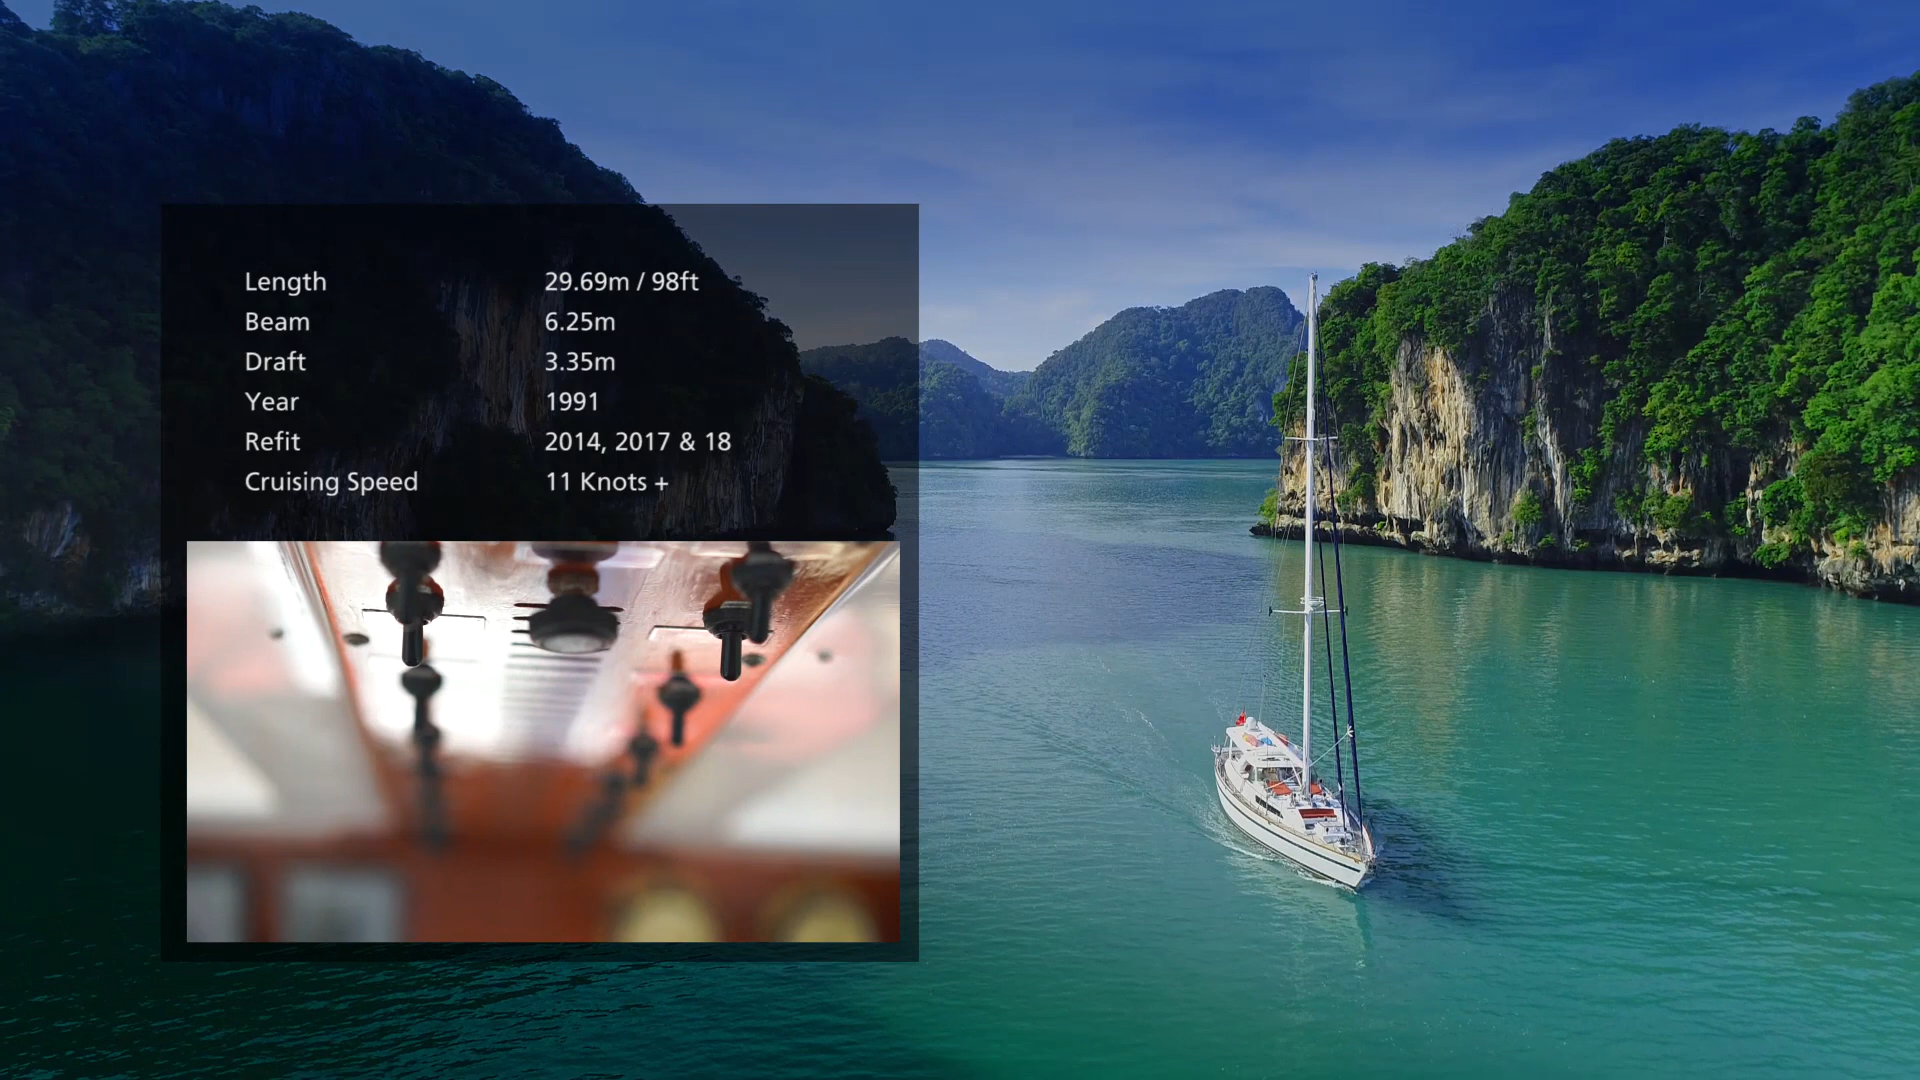 Length 29.69m / 98ft
Beam 6.25m
Draft 3.35m
Year 1991
Refit 2014, 2017 & 18
Cruising Speed 11 Knots +